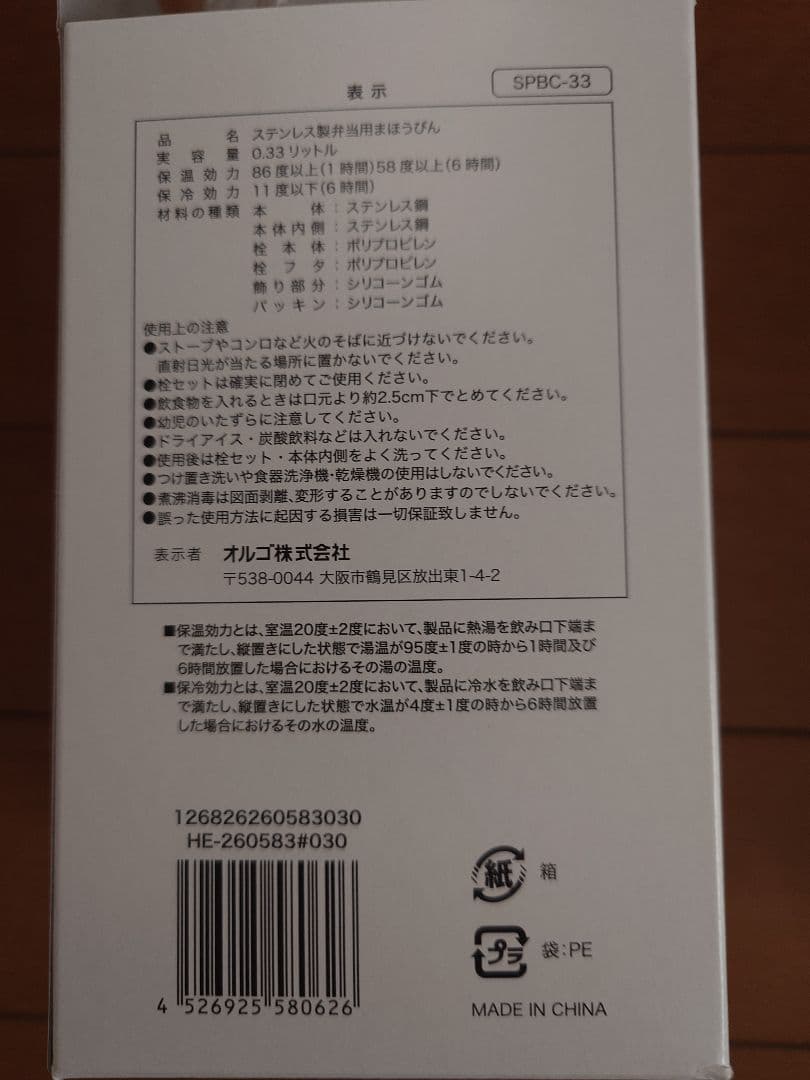 表示
SPBC-33
品名 ステンレス製弁当用まほうびん
実容量 0.33リットル
保温効力 86度以上(1時間)58度以上(6時間)
保冷効力 11度以下(6時間)
材料の種類 本体：ステンレス鋼
本体内側：ステンレス鋼
栓本体：ポリプロピレン
栓フタ：ポリプロピレン
飾り部分：シリコーンゴム
パッキン：シリコーンゴム
使用上の注意
●ストーブやコンロなど火のそばに近づけないでください。
直射日光が当たる場所に置かないでください。
●栓セットは確実に閉めてご使用ください。
●飲食物を入れるときは口元より約2.5cm下でとめてください。
●幼児のいたずらに注意してください。
●ドライアイス・炭酸飲料などは入れないでください。
●使用後は栓セット・本体内側をよく洗ってください。
●つけ置き洗いや食器洗浄機・乾燥機の使用はしないでください。
●煮沸消毒は図面剥離、変形することがありますのでしないでください。
●誤った使用方法に起因する損害は一切保証致しません。
表示者 オルゴ株式会社
〒538-0044 大阪市鶴見区放出東1-4-2
■保温効力とは、室温20度±2度において、製品に熱湯を飲み口下端ま
で満たし、縦置きにした状態で湯温が95度±1度の時から1時間及び
6時間放置した場合におけるその湯の温度。
■保冷効力とは、室温20度±2度において、製品に冷水を飲み口下端ま
で満たし、縦置きにした状態で水温が4度±1度の時から6時間放置
した場合におけるその水の温度。
126826260583030
HE-260583#030
4 526925 580626
紙 箱
プラ 袋：PE
MADE IN CHINA